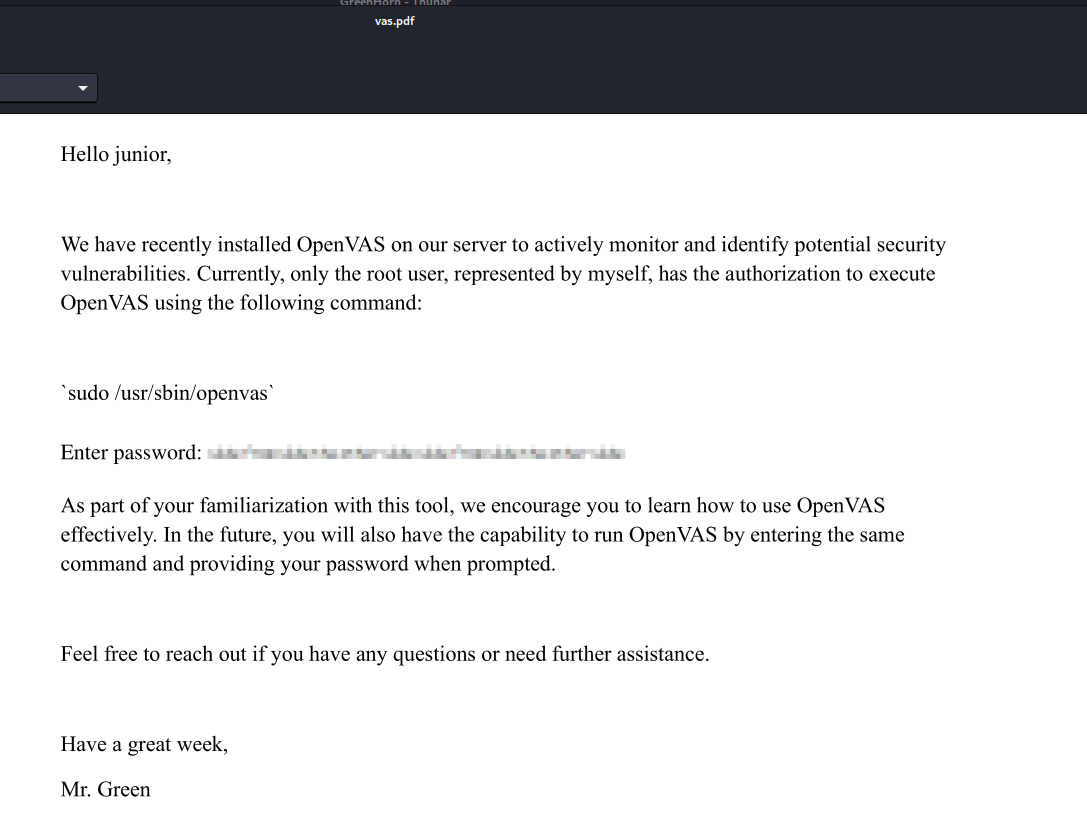 GreenHorn - Thunar
vas.pdf
Hello junior,
We have recently installed OpenVAS on our server to actively monitor and identify potential security
vulnerabilities. Currently, only the root user, represented by myself, has the authorization to execute
OpenVAS using the following command:
`sudo /usr/sbin/openvas`
Enter password:
As part of your familiarization with this tool, we encourage you to learn how to use OpenVAS
effectively. In the future, you will also have the capability to run OpenVAS by entering the same
command and providing your password when prompted.
Feel free to reach out if you have any questions or need further assistance.
Have a great week,
Mr. Green